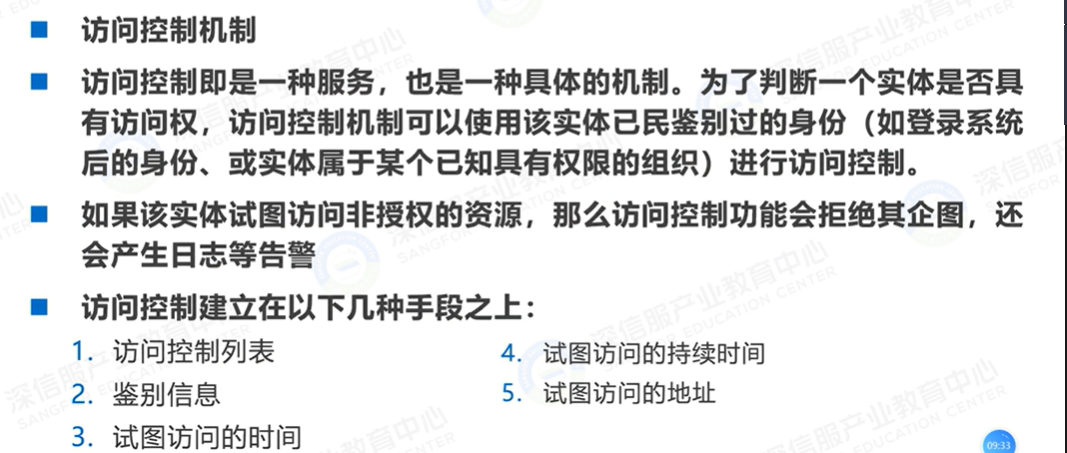 访问控制机制
访问控制即是一种服务，也是一种具体的机制。为了判断一个实体是否具
有访问权，访问控制机制可以使用该实体已民鉴别过的身份（如登录系统
后的身份、或实体属于某个已知具有权限的组织）进行访问控制。
如果该实体试图访问非授权的资源，那么访问控制功能会拒绝其企图，还
会产生日志等告警
访问控制建立在以下几种手段之上：
1. 访问控制列表
2. 鉴别信息
3. 试图访问的时间
4. 试图访问的持续时间
5. 试图访问的地址
09:33
深信服产业教育中心
SANGFOR EDUCATION CENTER